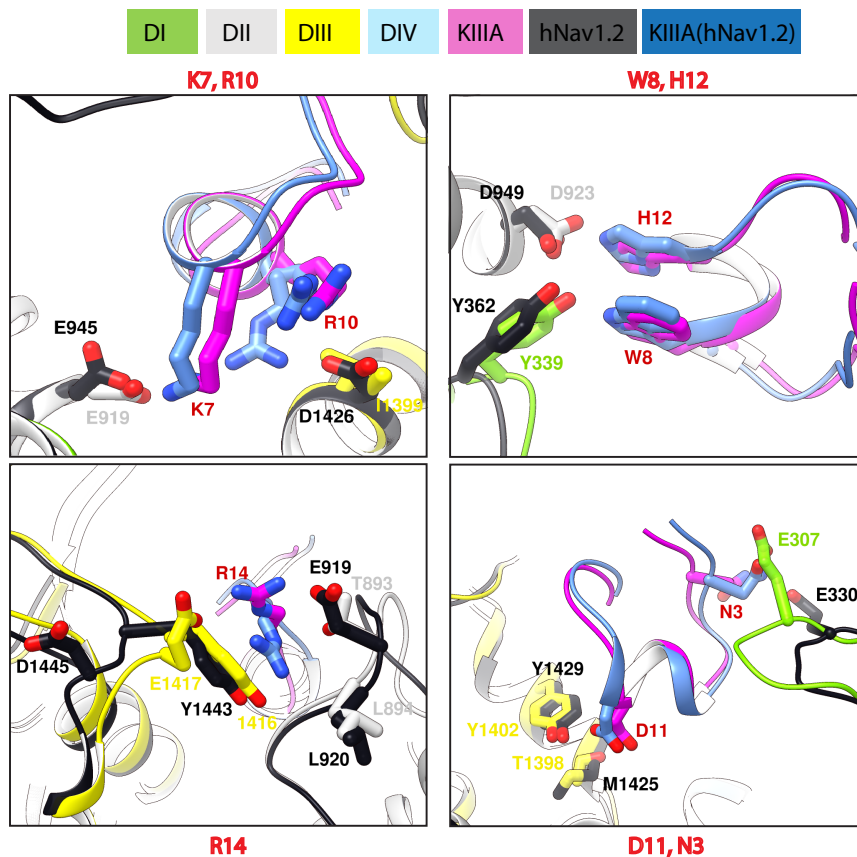 DI DII DIII DIV KIIIA hNav1.2 KIIIA(hNav1.2)
K7, R10
W8, H12
E945
E919
K7
R10
D1426
I1399
D949
D923
H12
Y362
Y339
W8
R14
E919
T893
D1445
E1417
Y1443
1416
L894
L920
E307
N3
E330
Y1429
Y1402
D11
T1398
M1425
R14
D11, N3